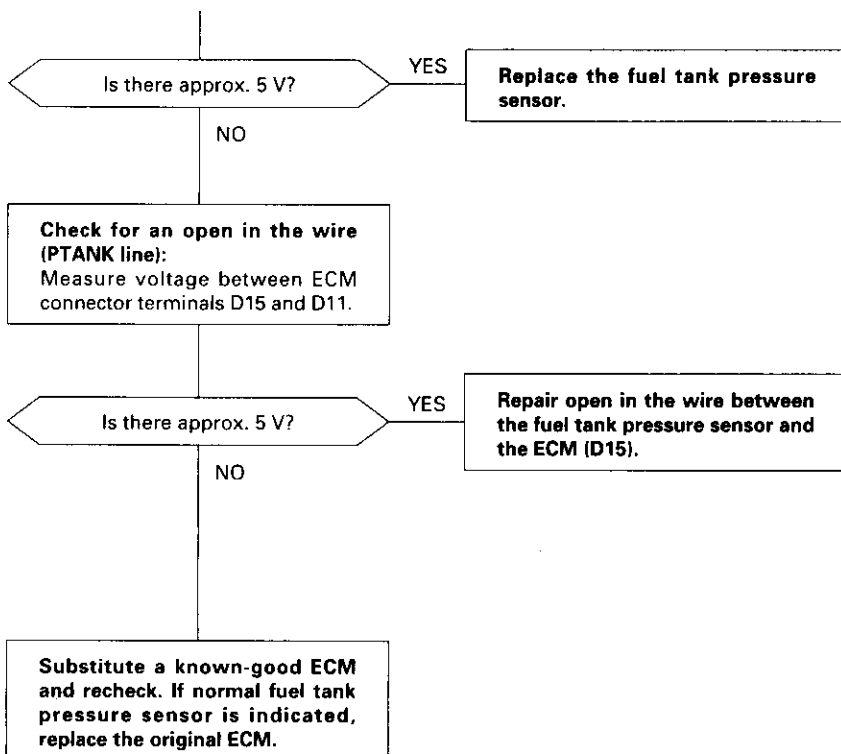 Is there approx. 5 V?
YES
Replace the fuel tank pressure
sensor.
NO
Check for an open in the wire
(PTANK line):
Measure voltage between ECM
connector terminals D15 and D11.
Is there approx. 5 V?
YES
Repair open in the wire between
the fuel tank pressure sensor and
the ECM (D15).
NO
Substitute a known-good ECM
and recheck. If normal fuel tank
pressure sensor is indicated,
replace the original ECM.